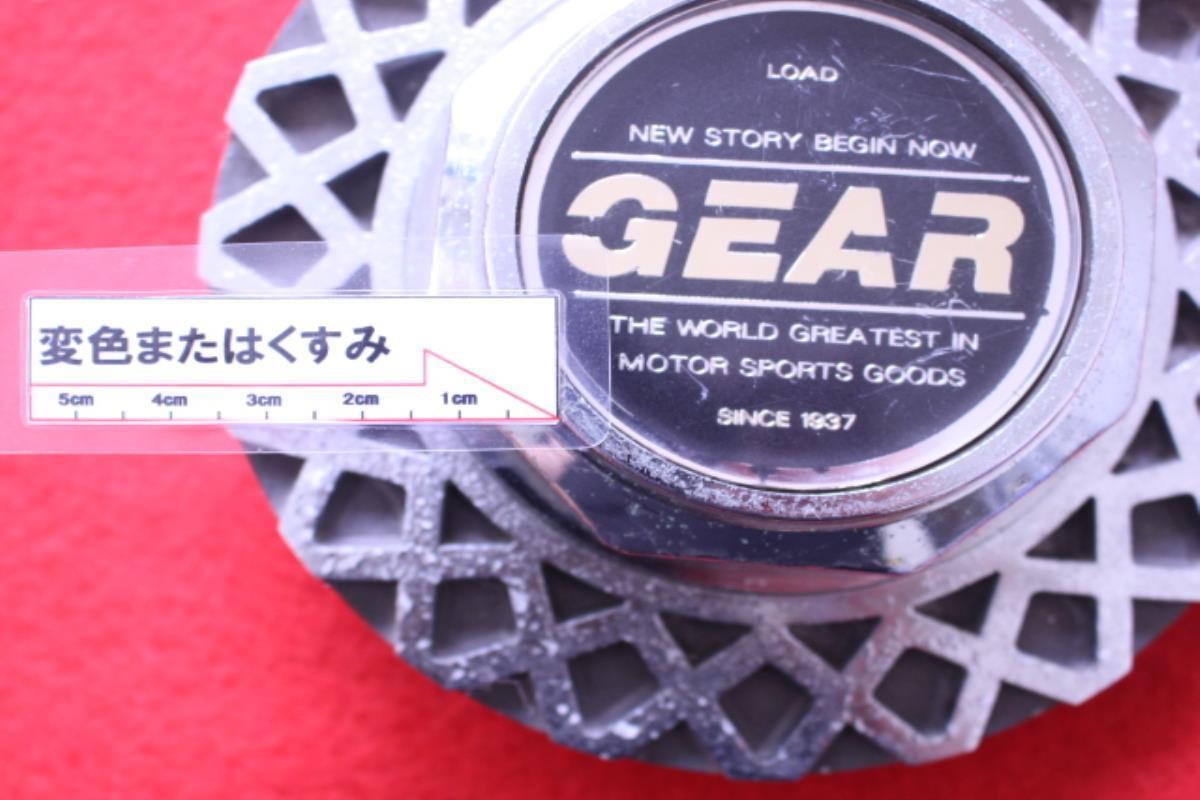 LOAD
NEW STORY BEGIN NOW
GEAR
THE WORLD GREATEST IN
MOTOR SPORTS GOODS
SINCE 1937
変色またはくすみ
5cm 4cm 3cm 2cm 1cm